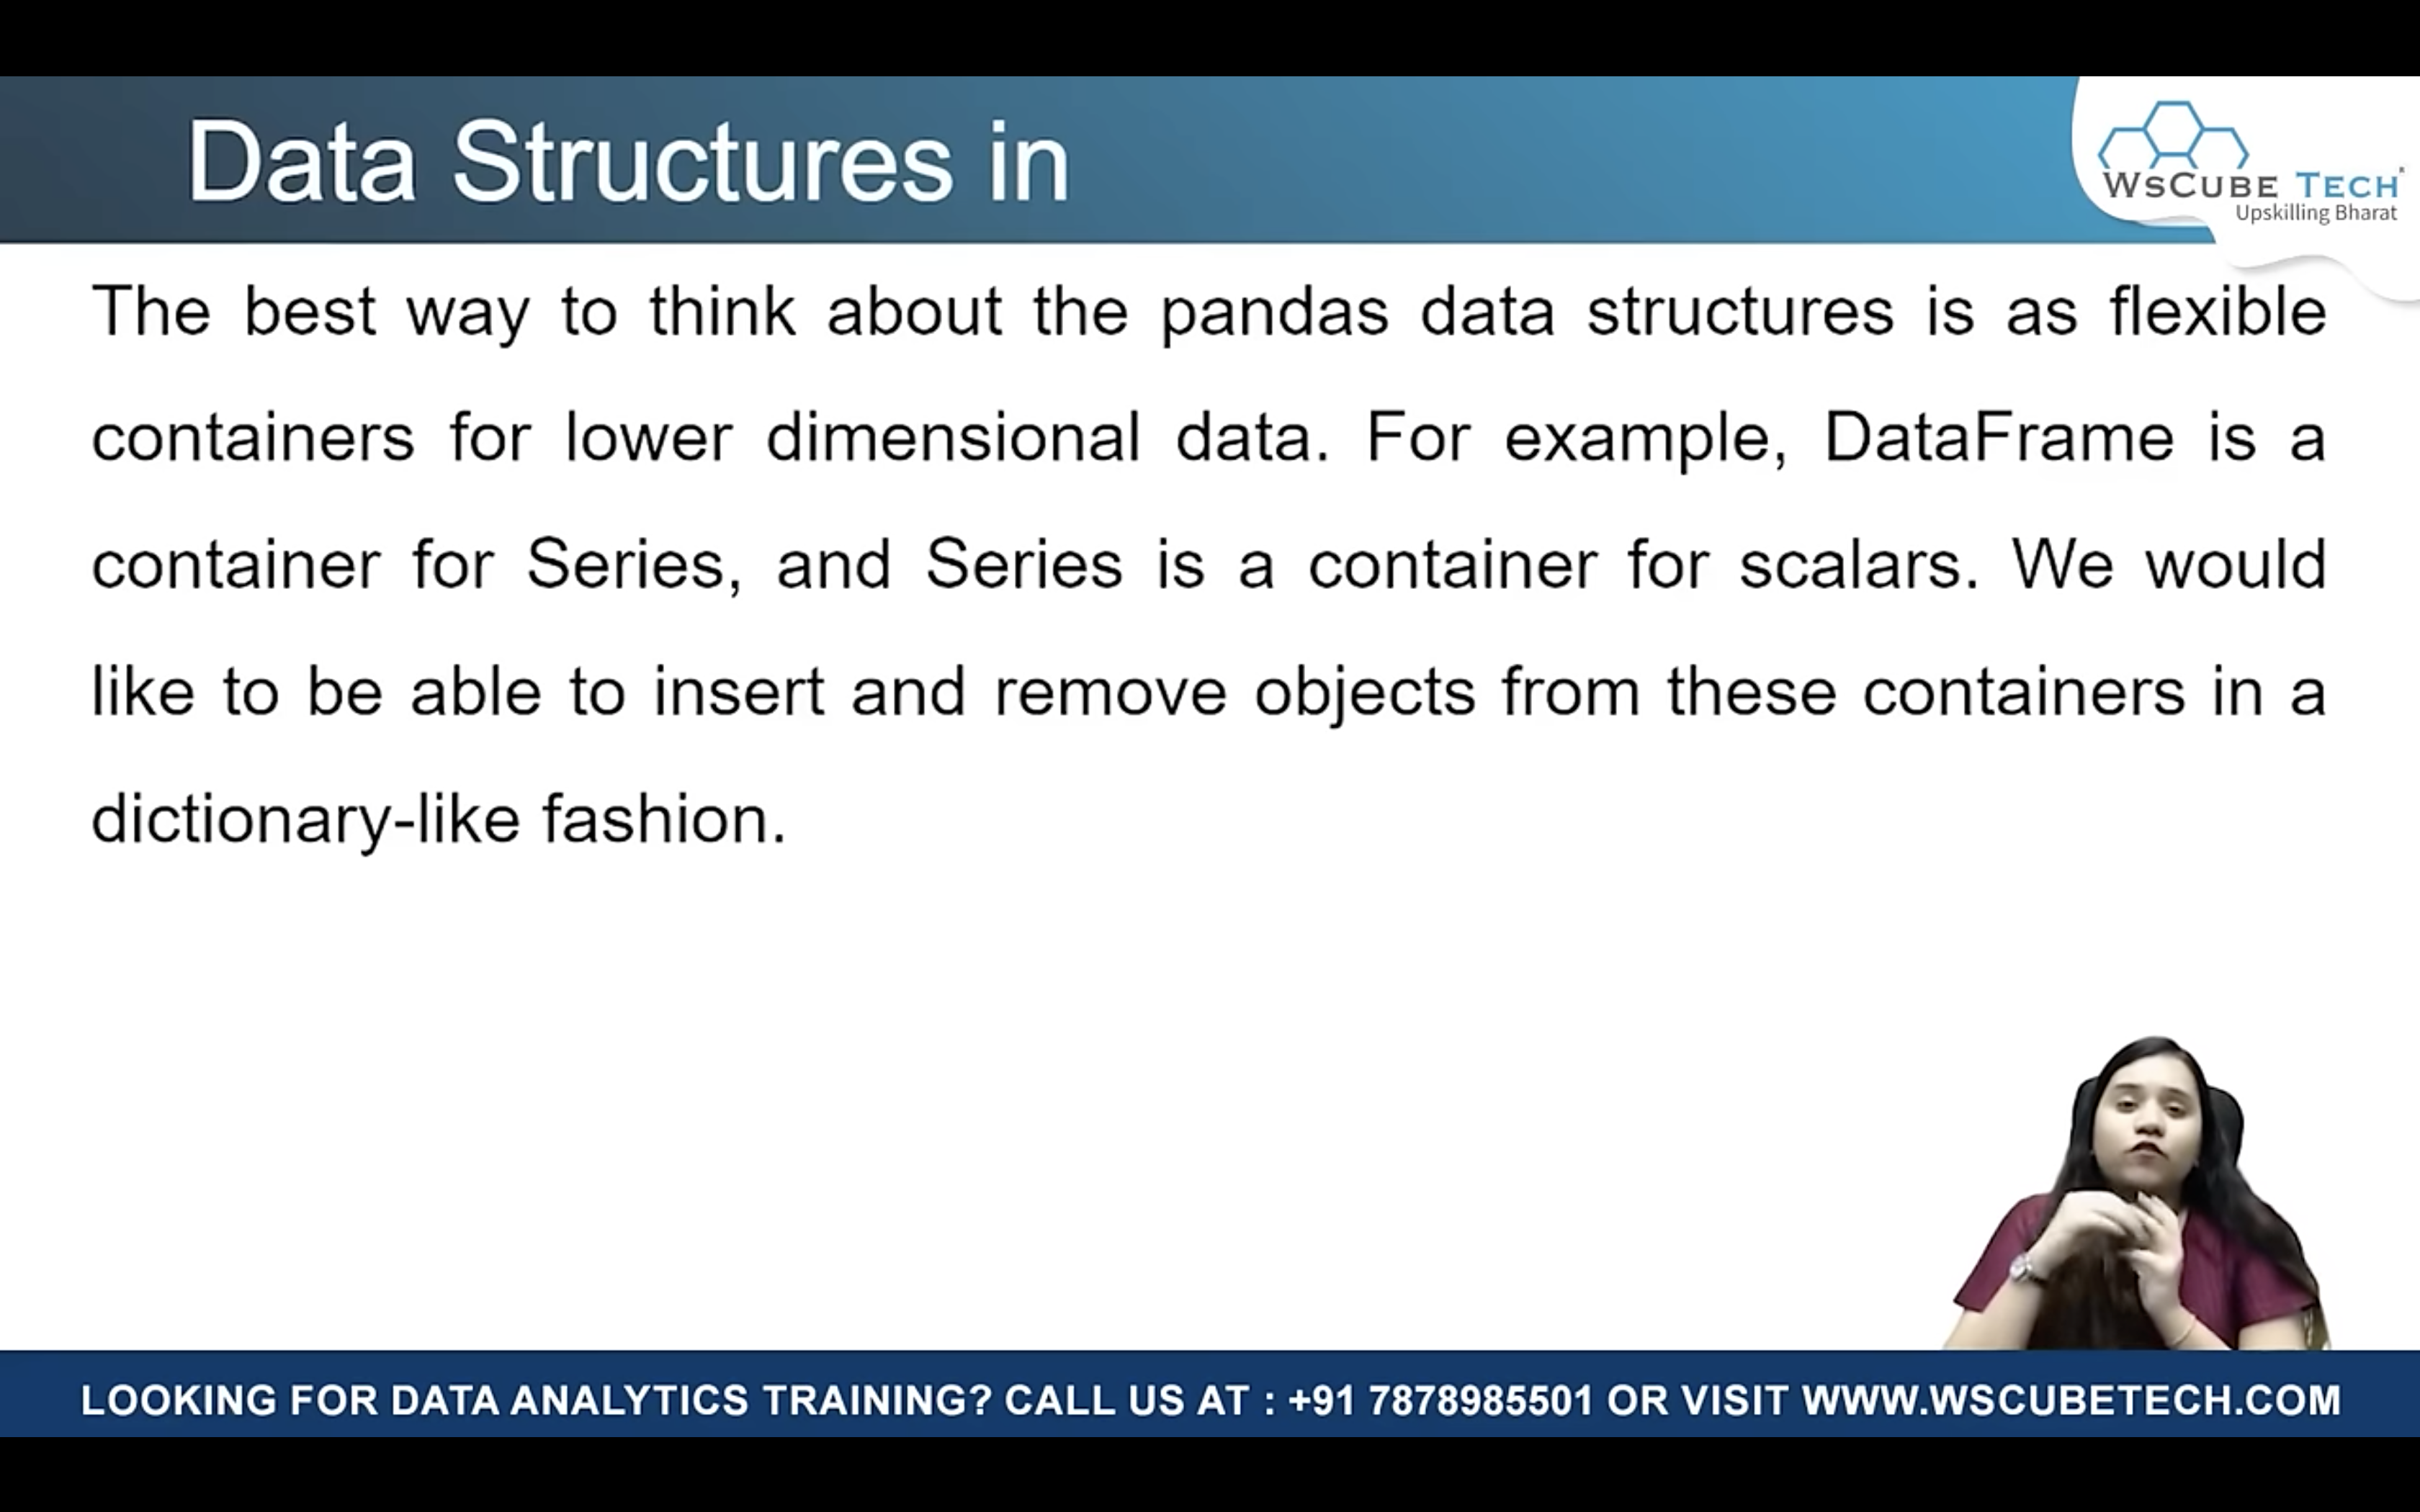 Data Structures in
WSCUBE TECH
Upskilling Bharat
The best way to think about the pandas data structures is as flexible
containers for lower dimensional data. For example, DataFrame is a
container for Series, and Series is a container for scalars. We would
like to be able to insert and remove objects from these containers in a
dictionary-like fashion.
LOOKING FOR DATA ANALYTICS TRAINING? CALL US AT : +91 7878985501 OR VISIT WWW.WSCUBETECH.COM